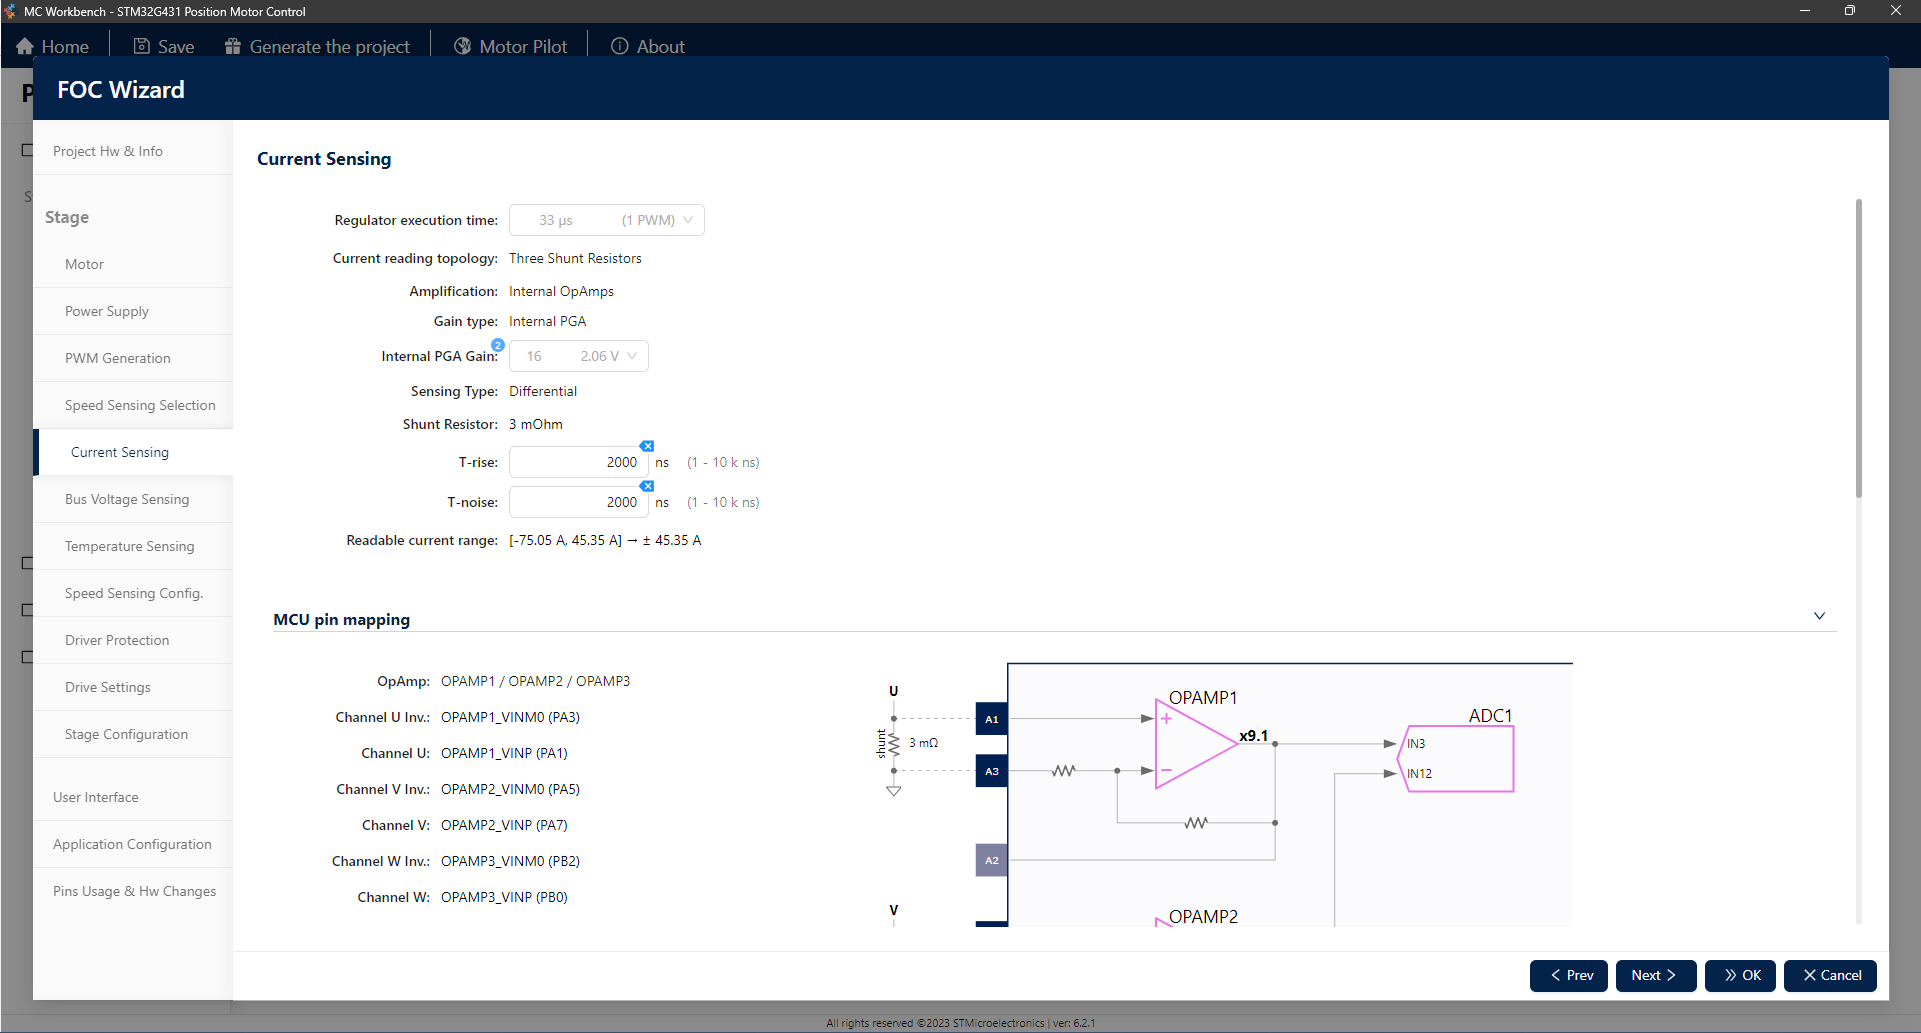 MC Workbench - STM32G431 Position Motor Control
Home Save Generate the project Motor Pilot About
FOC Wizard
Project Hw & Info
Stage
Motor
Power Supply
PWM Generation
Speed Sensing Selection
Current Sensing
Bus Voltage Sensing
Temperature Sensing
Speed Sensing Config.
Driver Protection
Drive Settings
Stage Configuration
User Interface
Application Configuration
Pins Usage & Hw Changes
Current Sensing
Regulator execution time: 33 µs (1 PWM)
Current reading topology: Three Shunt Resistors
Amplification: Internal OpAmps
Gain type: Internal PGA
2
Internal PGA Gain: 16 2.06 V
Sensing Type: Differential
Shunt Resistor: 3 mOhm
T-rise: 2000 ns (1 - 10 k ns)
T-noise: 2000 ns (1 - 10 k ns)
Readable current range: [-75.05 A, 45.35 A] → ± 45.35 A
MCU pin mapping
OpAmp: OPAMP1 / OPAMP2 / OPAMP3
Channel U Inv.: OPAMP1_VINM0 (PA3)
Channel U: OPAMP1_VINP (PA1)
Channel V Inv.: OPAMP2_VINM0 (PA5)
Channel V: OPAMP2_VINP (PA7)
Channel W Inv.: OPAMP3_VINM0 (PB2)
Channel W: OPAMP3_VINP (PB0)
U
shunt
3 mΩ
A1
A3
A2
OPAMP1
+
−
x9.1
ADC1
IN3
IN12
V
OPAMP2
Prev Next OK Cancel
All rights reserved ©2023 STMicroelectronics | ver: 6.2.1